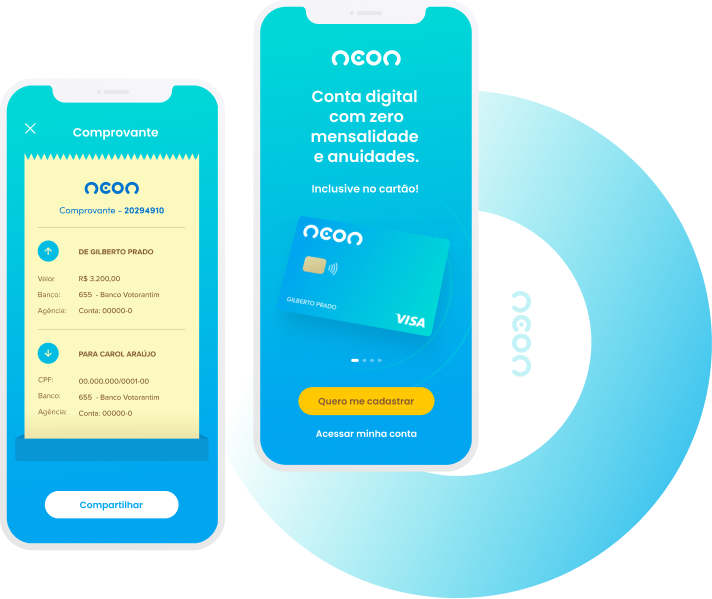 Comprovante
neon
Comprovante - 20294910
DE GILBERTO PRADO
Valor R$ 3.200,00
Banco: 655 - Banco Votorantim
Agência: Conta: 00000-0
PARA CAROL ARAÚJO
CPF: 00.000.000/0001-00
Banco: 655 - Banco Votorantim
Agência: Conta: 00000-0
Compartilhar
neon
Conta digital
com zero
mensalidade
e anuidades.
Inclusive no cartão!
neon
GILBERTO PRADO
VISA
Quero me cadastrar
Acessar minha conta
neon